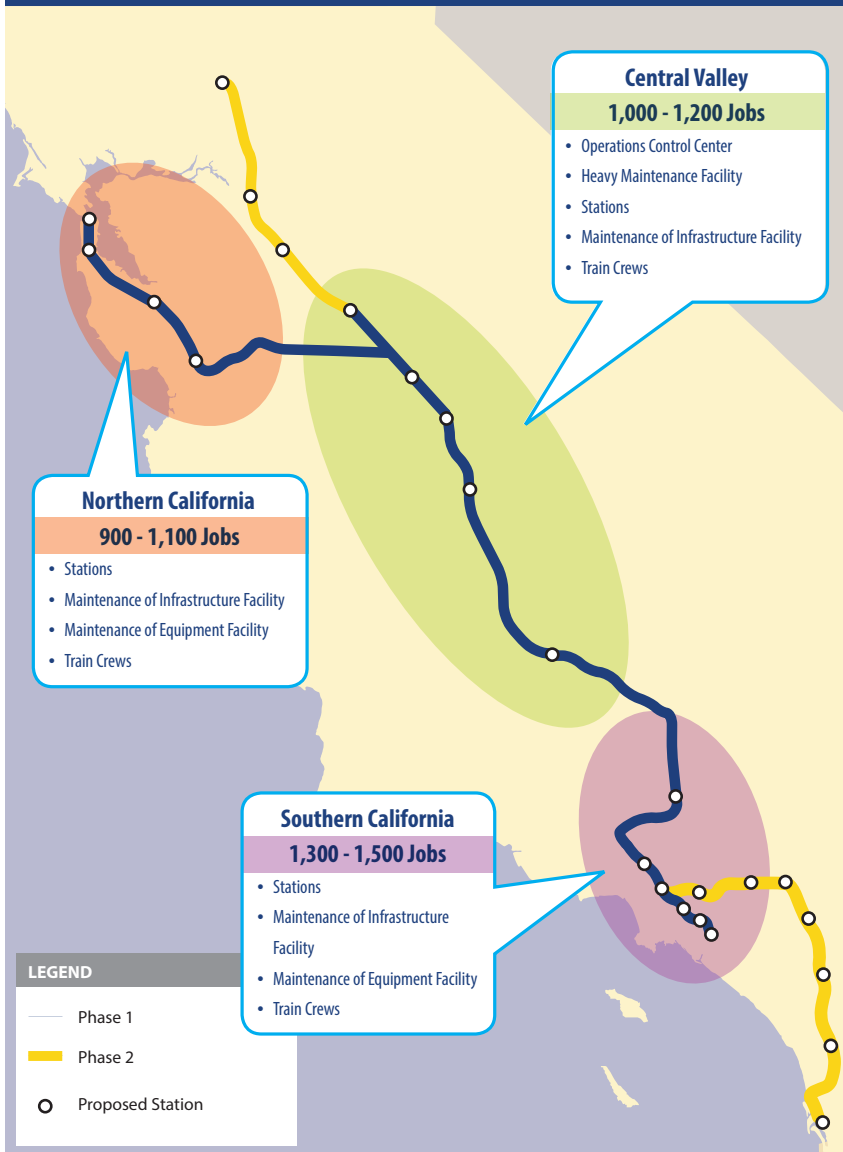 Central Valley
1,000 - 1,200 Jobs
• Operations Control Center
• Heavy Maintenance Facility
• Stations
• Maintenance of Infrastructure Facility
• Train Crews
Northern California
900 - 1,100 Jobs
• Stations
• Maintenance of Infrastructure Facility
• Maintenance of Equipment Facility
• Train Crews
Southern California
1,300 - 1,500 Jobs
• Stations
• Maintenance of Infrastructure
Facility
• Maintenance of Equipment Facility
• Train Crews
LEGEND
Phase 1
Phase 2
Proposed Station